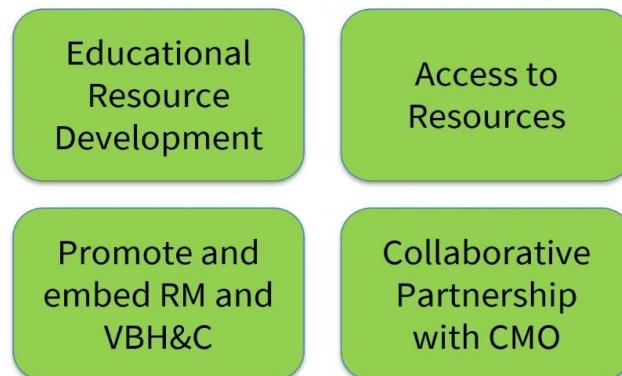 Educational
Resource
Development
Access to
Resources
Promote and
embed RM and
VBH&C
Collaborative
Partnership
with CMO